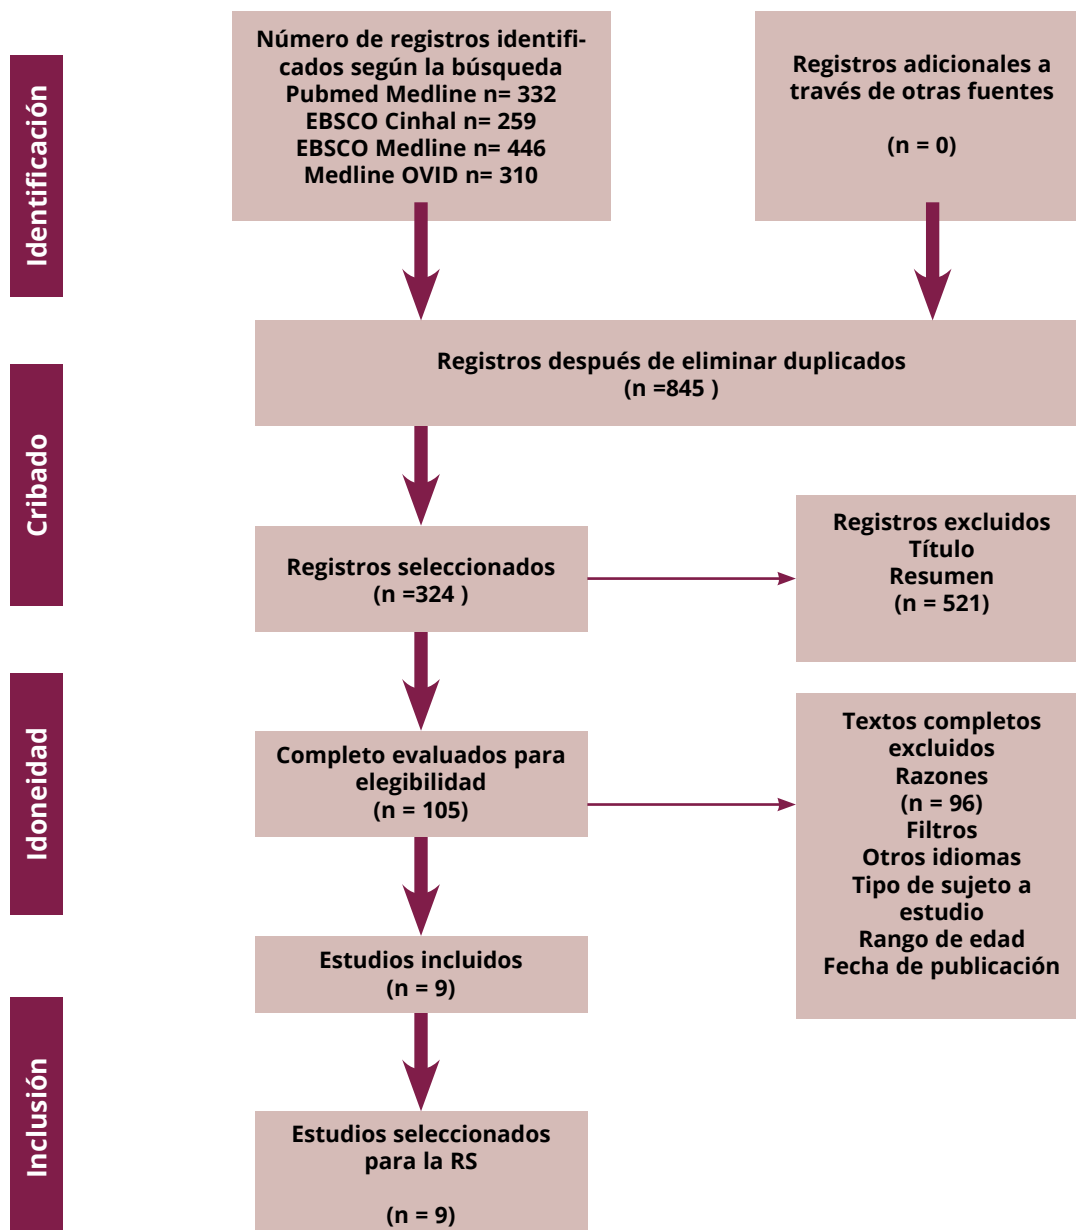 Identificación
Número de registros identifi-
cados según la búsqueda
Pubmed Medline n= 332
EBSCO Cinhal n= 259
EBSCO Medline n= 446
Medline OVID n= 310
Registros adicionales a
través de otras fuentes
(n = 0)
Registros después de eliminar duplicados
(n =845 )
Cribado
Registros seleccionados
(n =324 )
Registros excluidos
Título
Resumen
(n = 521)
Idoneidad
Completo evaluados para
elegibilidad
(n = 105)
Textos completos
excluidos
Razones
(n = 96)
Filtros
Otros idiomas
Tipo de sujeto a
estudio
Rango de edad
Fecha de publicación
Estudios incluidos
(n = 9)
Inclusión
Estudios seleccionados
para la RS
(n = 9)